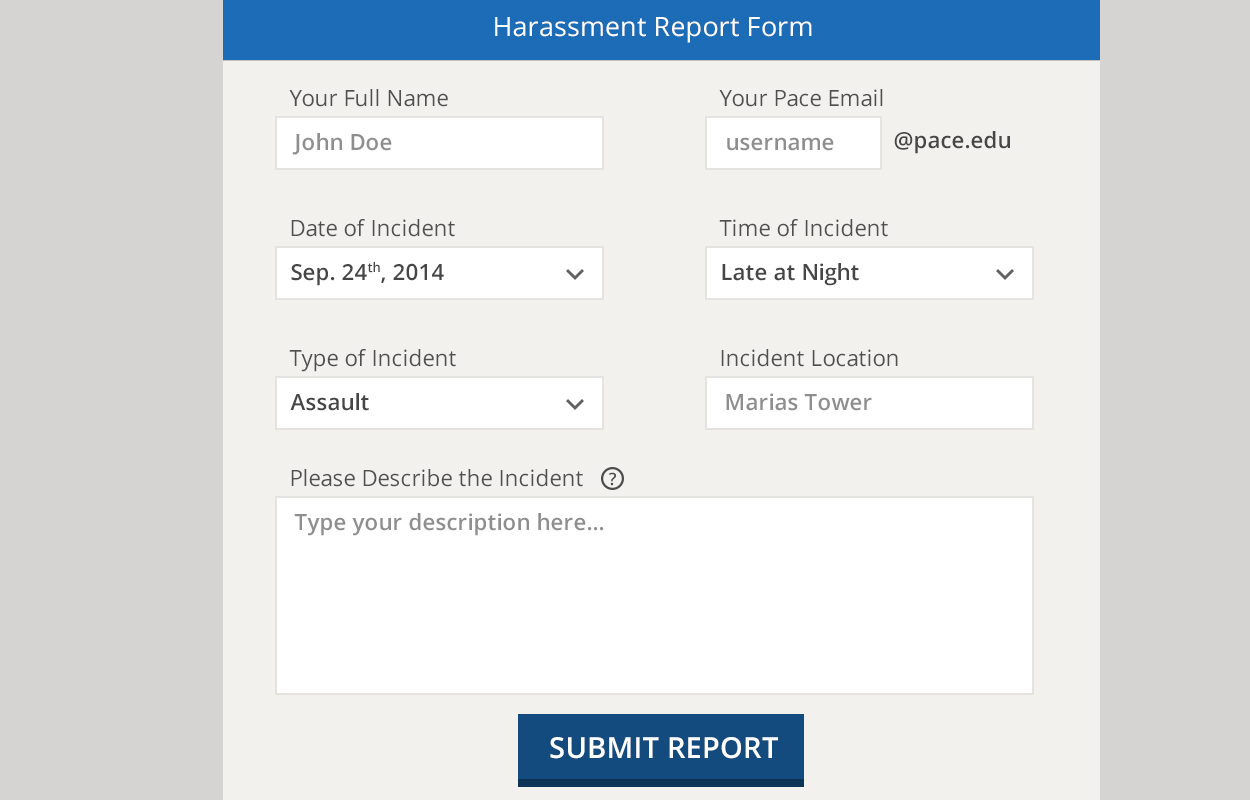 Harassment Report Form
Your Full Name
Your Pace Email
John Doe
username
@pace.edu
Date of Incident
Time of Incident
Sep. 24th, 2014
Late at Night
Type of Incident
Incident Location
Assault
Marias Tower
Please Describe the Incident ?
Type your description here...
SUBMIT REPORT